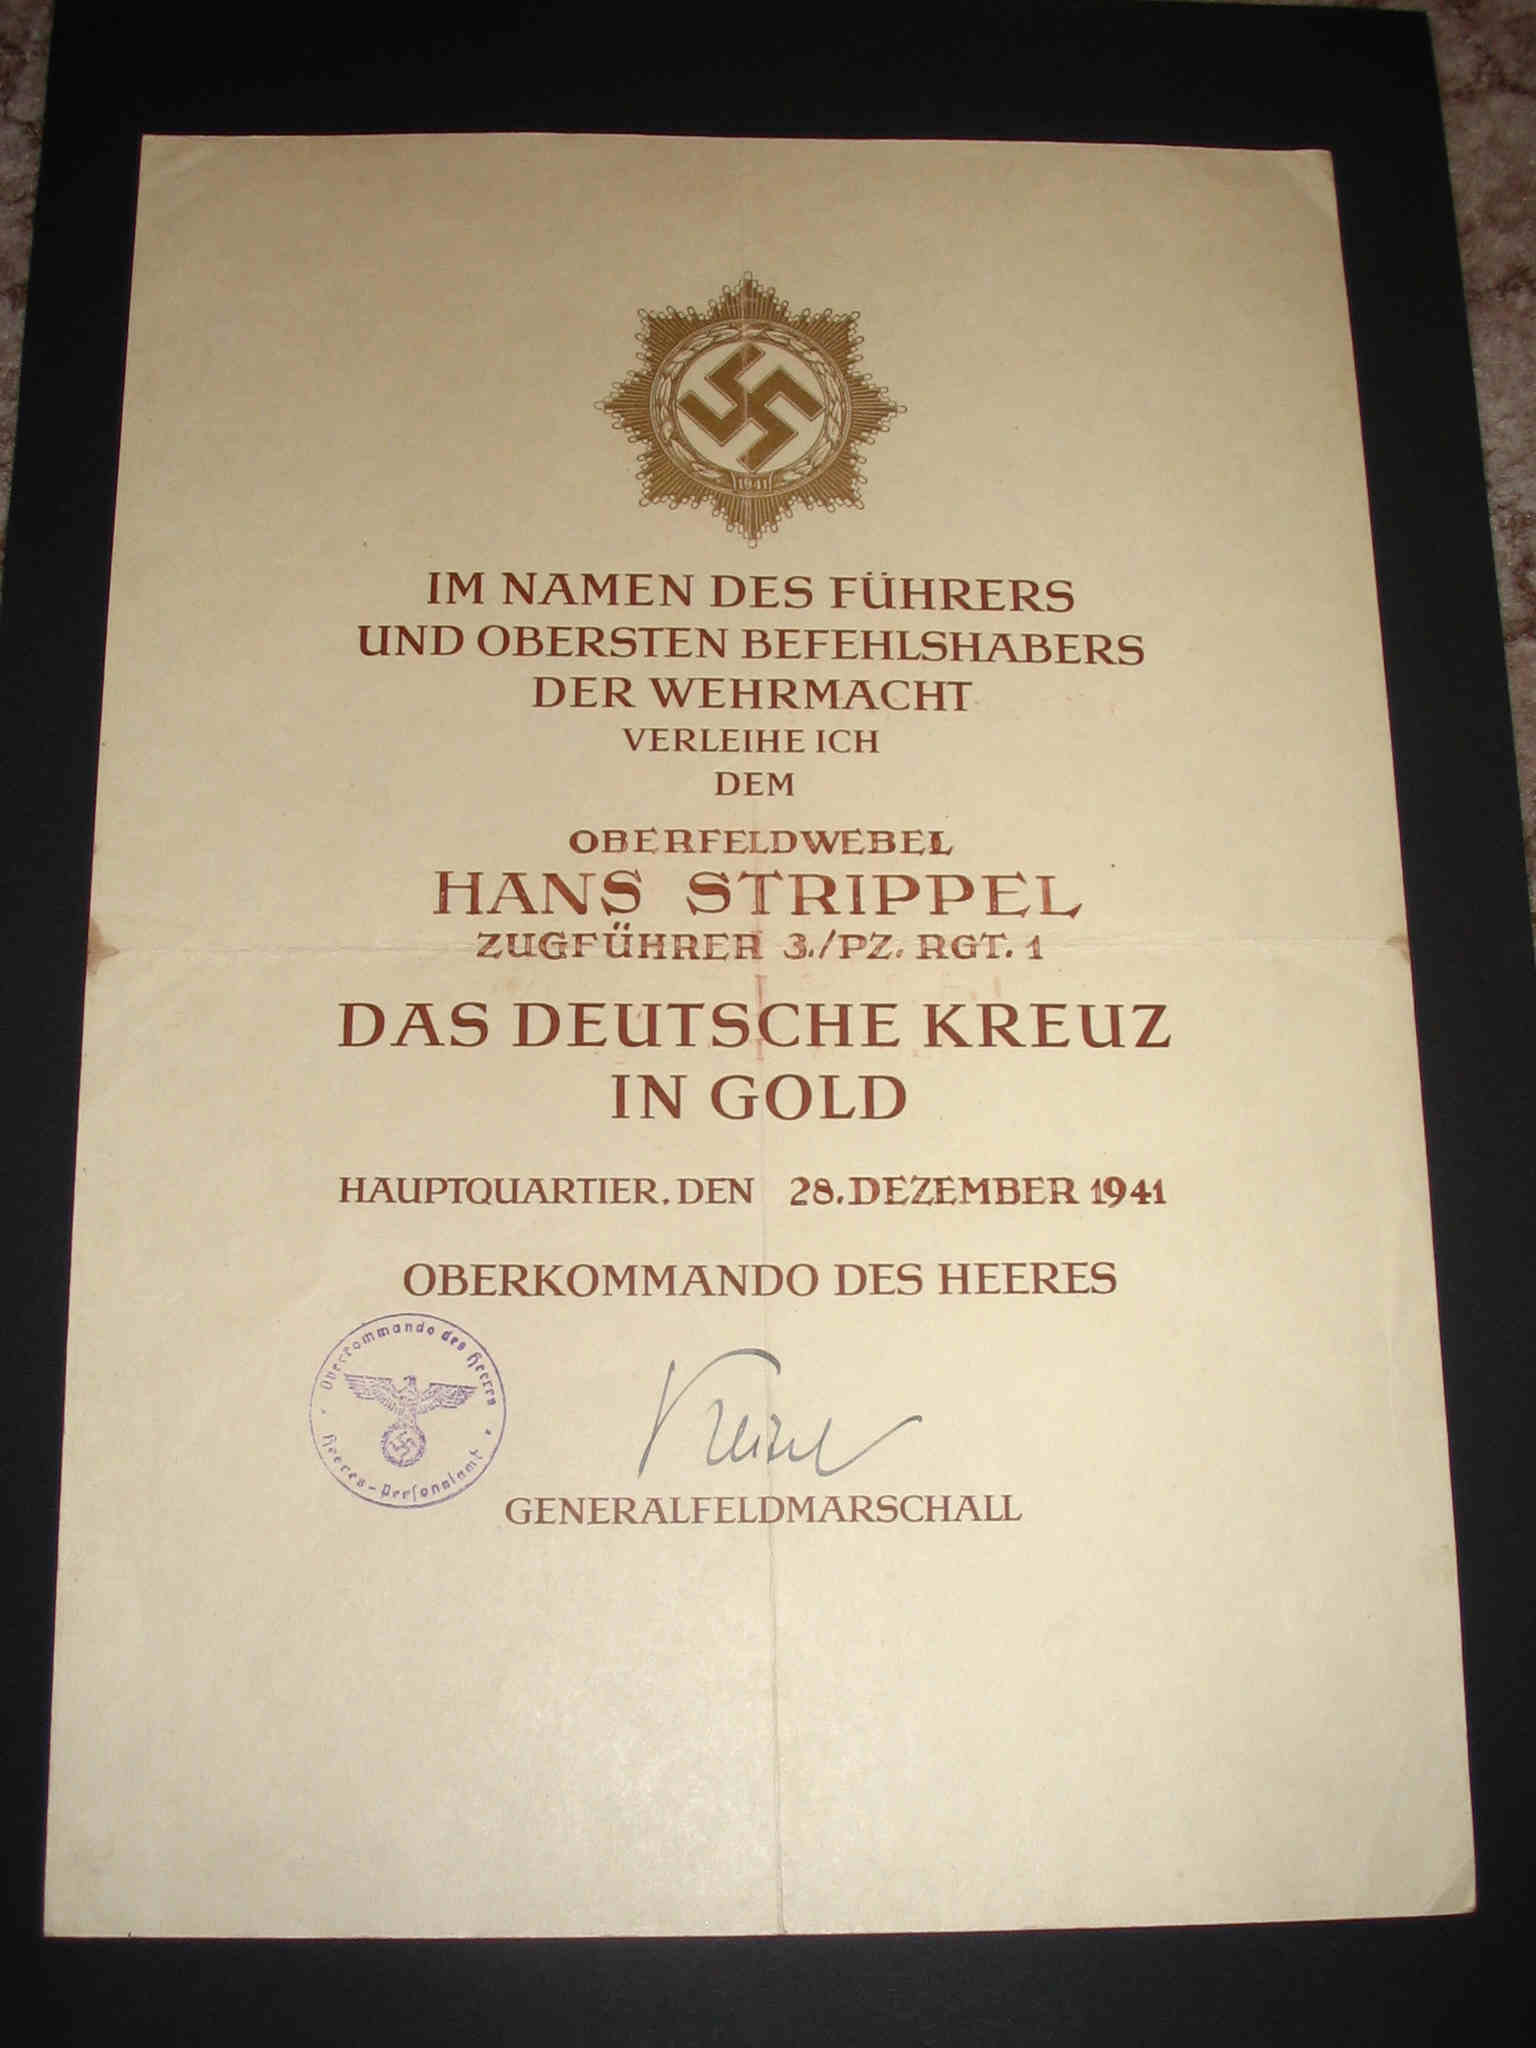 1941
IM NAMEN DES FÜHRERS
UND OBERSTEN BEFEHLSHABERS
DER WEHRMACHT
VERLEIHE ICH
DEM
OBERFELDWEBEL
HANS STRIPPEL
ZUGFÜHRER 3./PZ. RGT. 1
DAS DEUTSCHE KREUZ
IN GOLD
HAUPTQUARTIER, DEN 28. DEZEMBER 1941
OBERKOMMANDO DES HEERES
Oberkommando des Heeres
Heeres-Personalamt
Keitel
GENERALFELDMARSCHALL